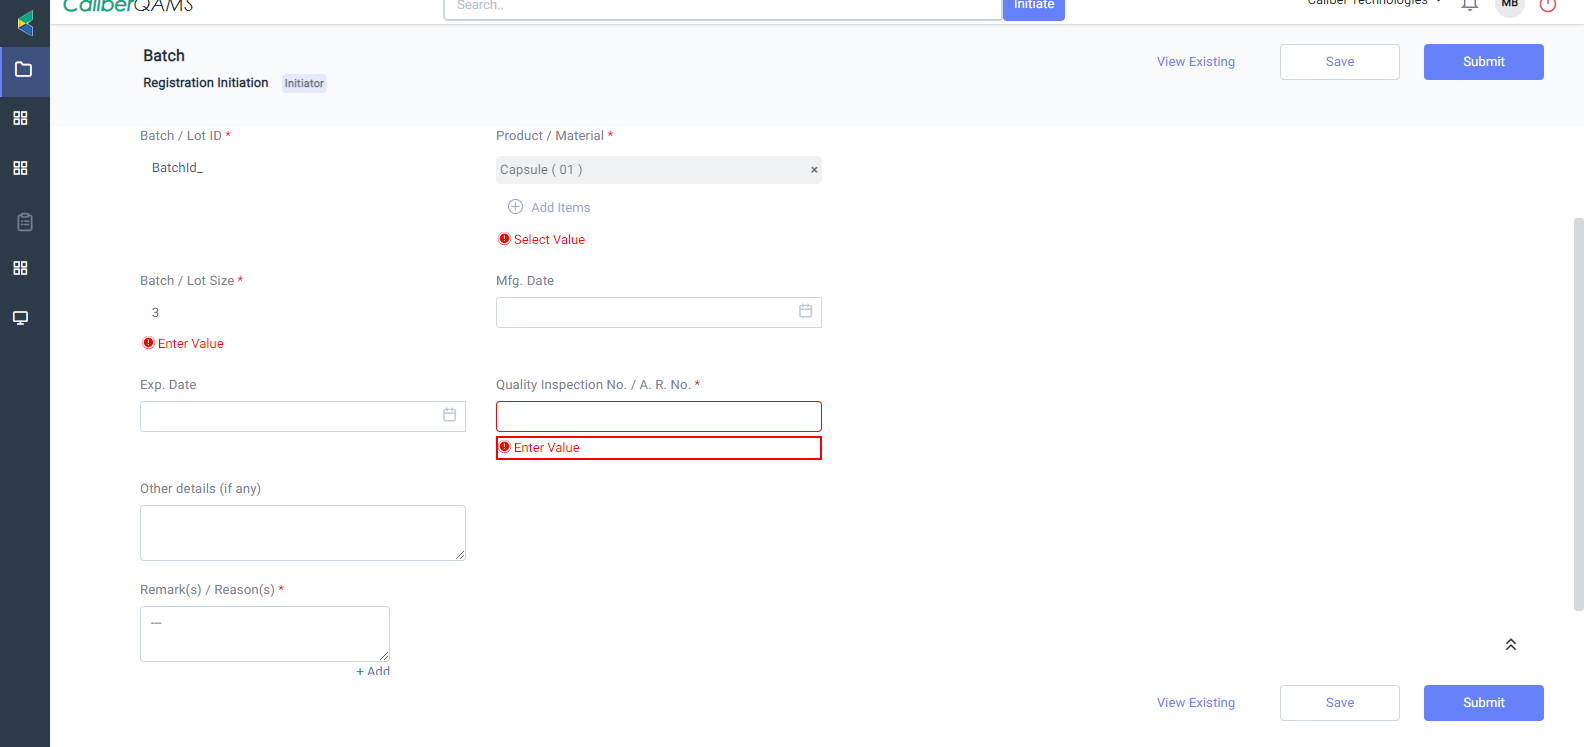 CaliberQAMS
Search..
Initiate
Caliber Technologies
MB
Batch
Registration Initiation Initiator
View Existing
Save
Submit
Batch / Lot ID *
BatchId_
Product / Material *
Capsule ( 01 ) ×
Add Items
Select Value
Batch / Lot Size *
3
Enter Value
Mfg. Date
Exp. Date
Quality Inspection No. / A. R. No. *
Enter Value
Other details (if any)
Remark(s) / Reason(s) *
---
+ Add
View Existing
Save
Submit